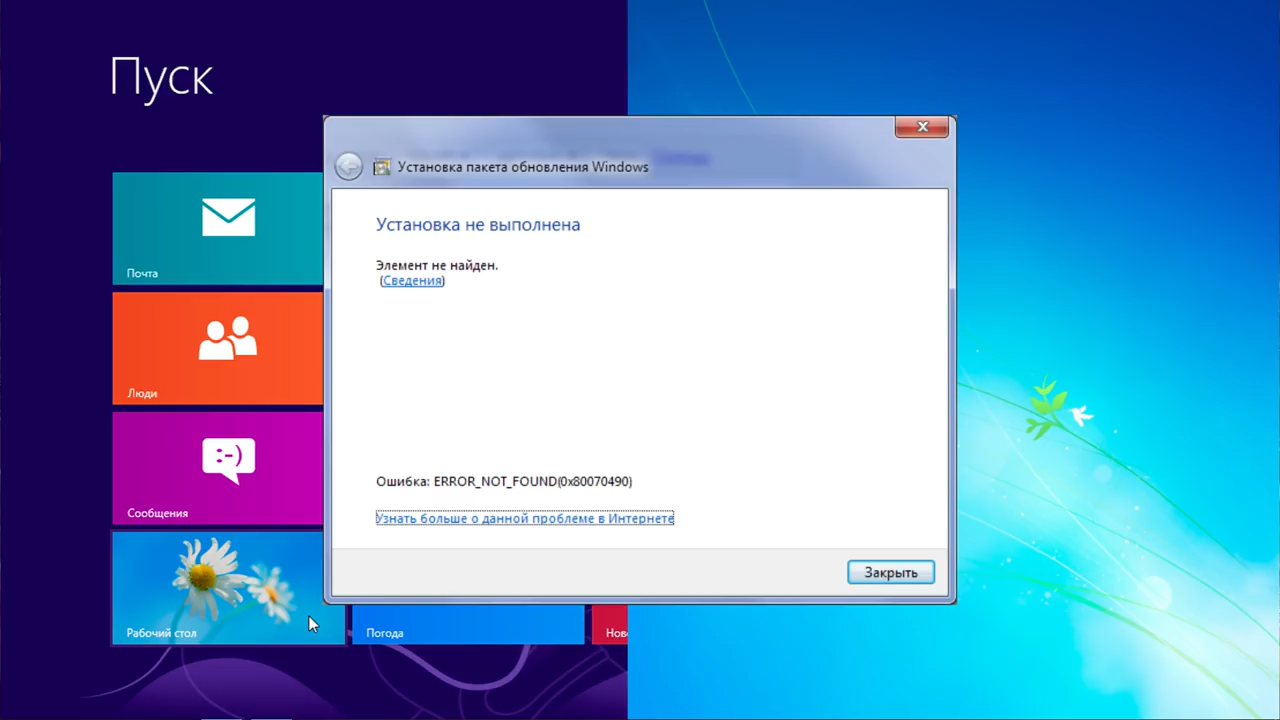 Пуск
Установка пакета обновления Windows
Установка не выполнена
Элемент не найден.
(Сведения)
Ошибка: ERROR_NOT_FOUND(0x80070490)
Узнать больше о данной проблеме в Интернете
Закрыть
Почта
Люди
Сообщения
Рабочий стол
Погода
Нов